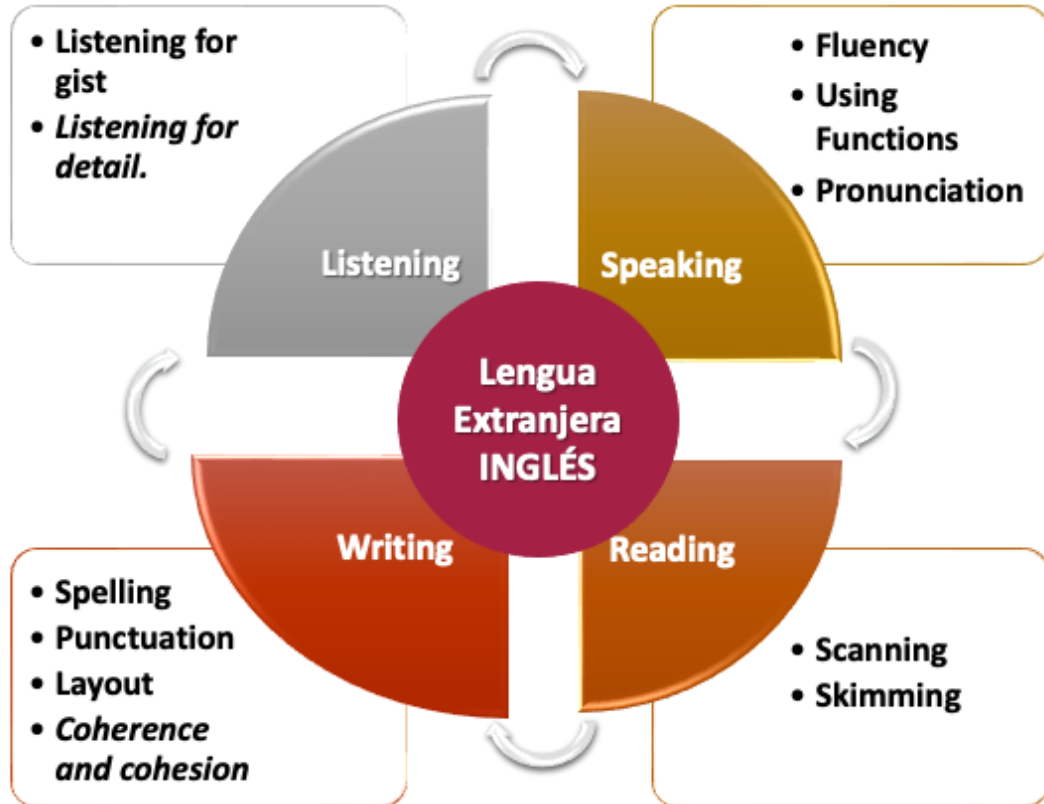 • Listening for
gist
• Listening for
detail.
• Fluency
• Using
Functions
• Pronunciation
Listening
Speaking
Lengua
Extranjera
INGLÉS
Writing
Reading
• Spelling
• Punctuation
• Layout
• Coherence
and cohesion
• Scanning
• Skimming